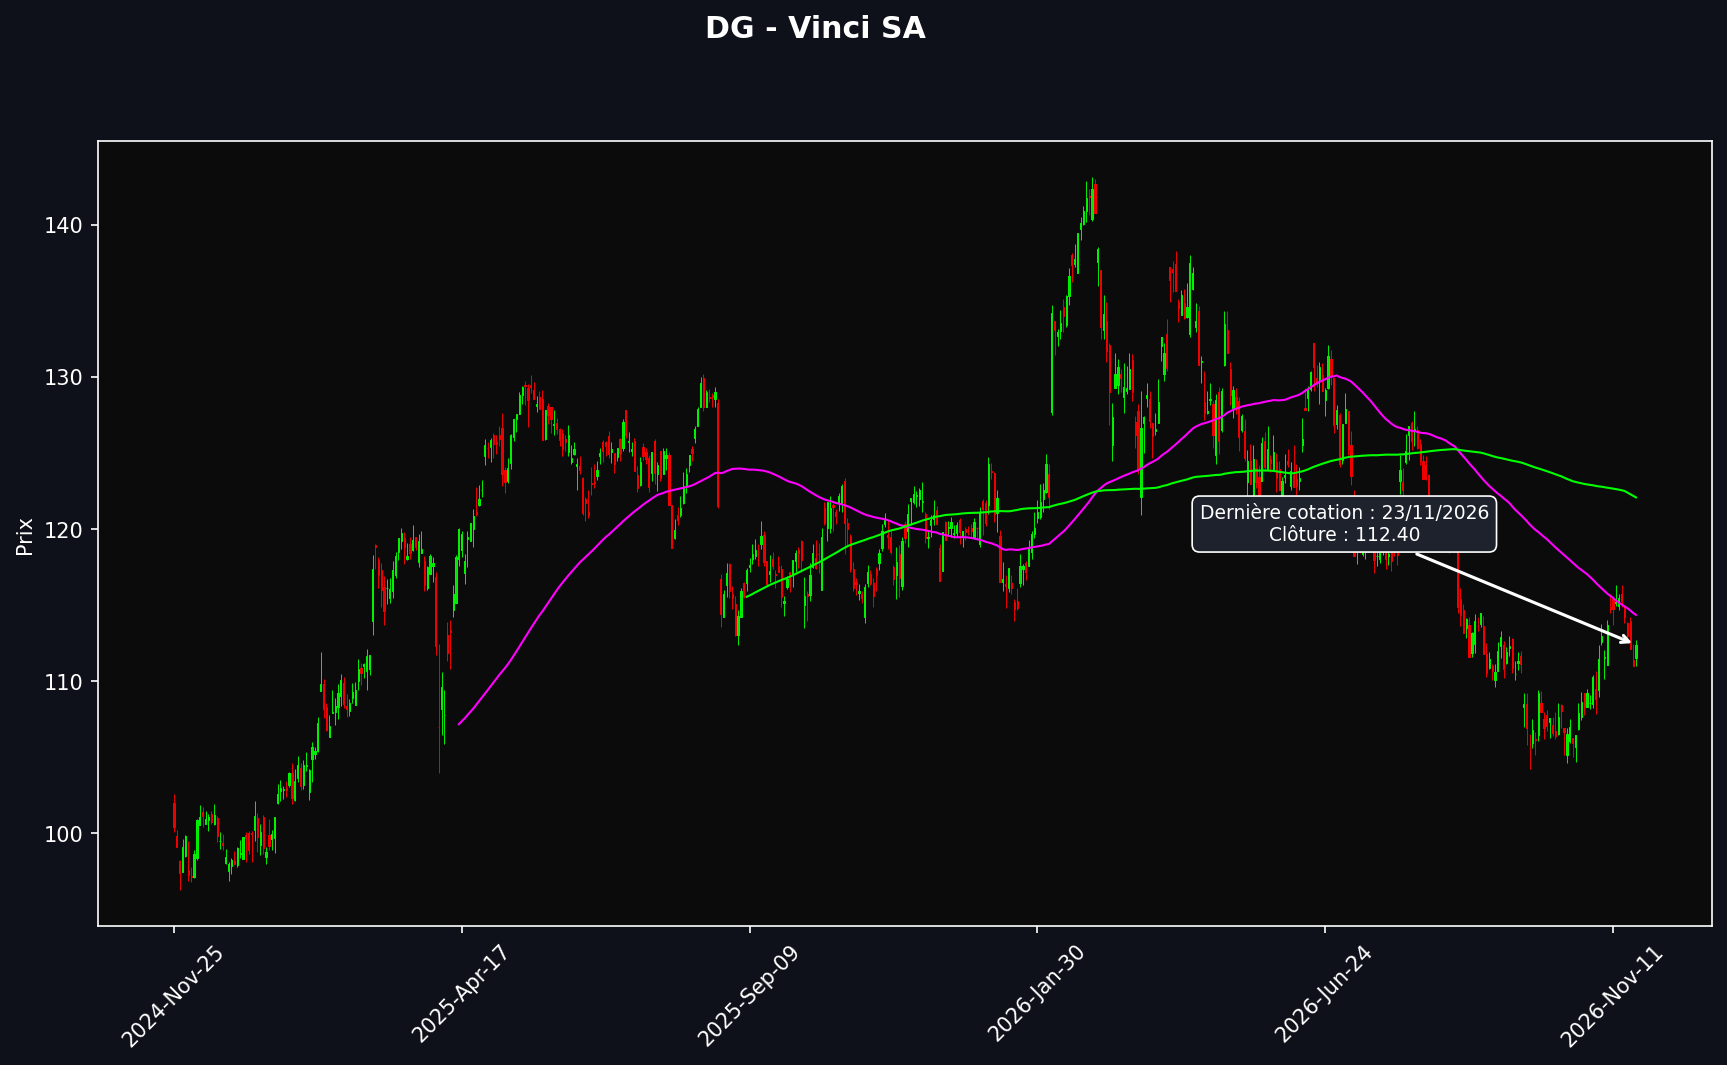 DG - Vinci SA
Prix
140
130
120
110
100
Dernière cotation : 23/11/2026
Clôture : 112.40
2024-Nov-25
2025-Apr-17
2025-Sep-09
2026-Jan-30
2026-Jun-24
2026-Nov-11